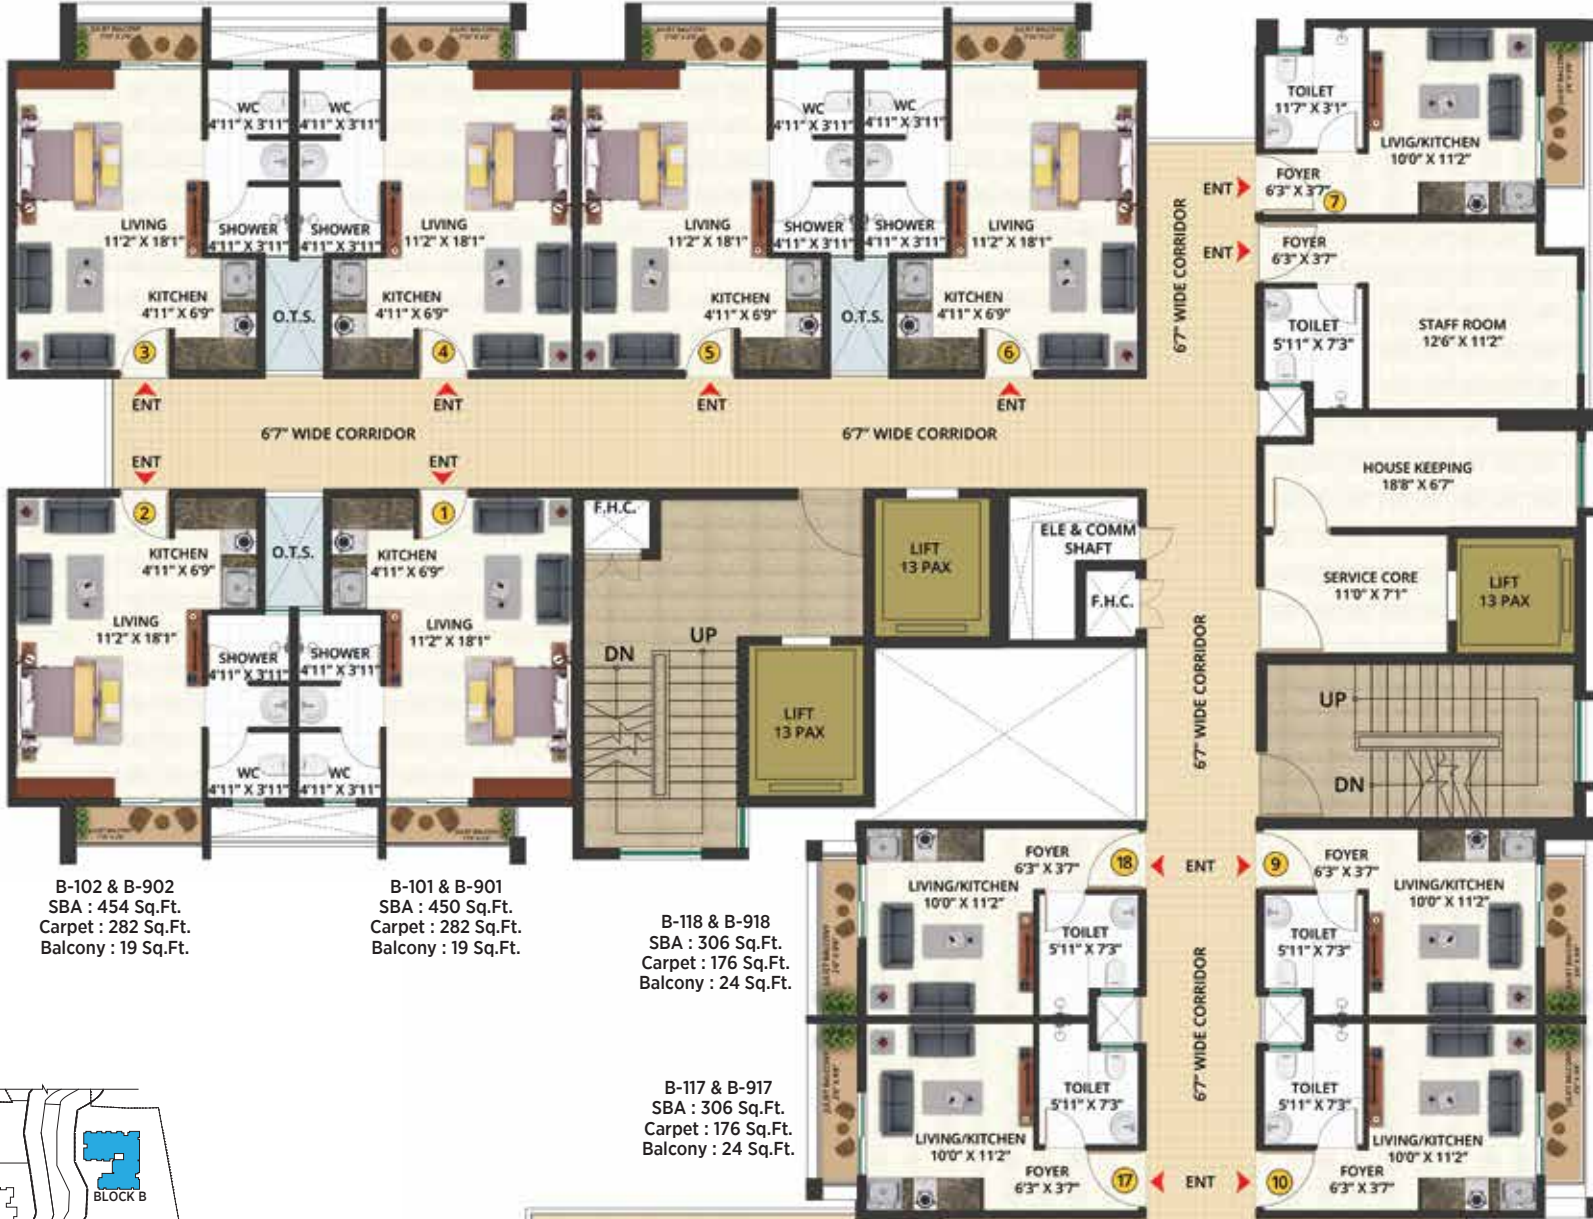 WC
4'11" X 3'11"
WC
4'11" X 3'11"
WC
4'11" X 3'11"
WC
4'11" X 3'11"
TOILET
11'7" X 3'1"
LIVIG/KITCHEN
10'0" X 11'2"
FOYER
6'3" X 3'7"
7
ENT
LIVING
11'2" X 18'1"
SHOWER
4'11" X 3'11"
SHOWER
4'11" X 3'11"
LIVING
11'2" X 18'1"
LIVING
11'2" X 18'1"
SHOWER
4'11" X 3'11"
SHOWER
4'11" X 3'11"
LIVING
11'2" X 18'1"
6'7" WIDE CORRIDOR
ENT
FOYER
6'3" X 3'7"
KITCHEN
4'11" X 6'9"
O.T.S.
KITCHEN
4'11" X 6'9"
KITCHEN
4'11" X 6'9"
O.T.S.
KITCHEN
4'11" X 6'9"
TOILET
5'11" X 7'3"
STAFF ROOM
12'6" X 11'2"
3
4
5
6
ENT
ENT
ENT
ENT
6'7" WIDE CORRIDOR
6'7" WIDE CORRIDOR
ENT
ENT
HOUSE KEEPING
18'8" X 6'7"
2
1
F.H.C.
KITCHEN
4'11" X 6'9"
O.T.S.
KITCHEN
4'11" X 6'9"
LIFT
13 PAX
ELE & COMM
SHAFT
F.H.C.
SERVICE CORE
11'0" X 7'1"
LIFT
13 PAX
LIVING
11'2" X 18'1"
SHOWER
4'11" X 3'11"
SHOWER
4'11" X 3'11"
LIVING
11'2" X 18'1"
DN
UP
6'7" WIDE CORRIDOR
LIFT
13 PAX
UP
DN
WC
4'11" X 3'11"
WC
4'11" X 3'11"
B-102 & B-902
SBA : 454 Sq.Ft.
Carpet : 282 Sq.Ft.
Balcony : 19 Sq.Ft.
B-101 & B-901
SBA : 450 Sq.Ft.
Carpet : 282 Sq.Ft.
Balcony : 19 Sq.Ft.
B-118 & B-918
SBA : 306 Sq.Ft.
Carpet : 176 Sq.Ft.
Balcony : 24 Sq.Ft.
FOYER
6'3" X 3'7"
18
ENT
9
FOYER
6'3" X 3'7"
LIVING/KITCHEN
10'0" X 11'2"
LIVING/KITCHEN
10'0" X 11'2"
TOILET
5'11" X 7'3"
TOILET
5'11" X 7'3"
6'7" WIDE CORRIDOR
B-117 & B-917
SBA : 306 Sq.Ft.
Carpet : 176 Sq.Ft.
Balcony : 24 Sq.Ft.
TOILET
5'11" X 7'3"
TOILET
5'11" X 7'3"
LIVING/KITCHEN
10'0" X 11'2"
LIVING/KITCHEN
10'0" X 11'2"
FOYER
6'3" X 3'7"
17
ENT
10
FOYER
6'3" X 3'7"
BLOCK B